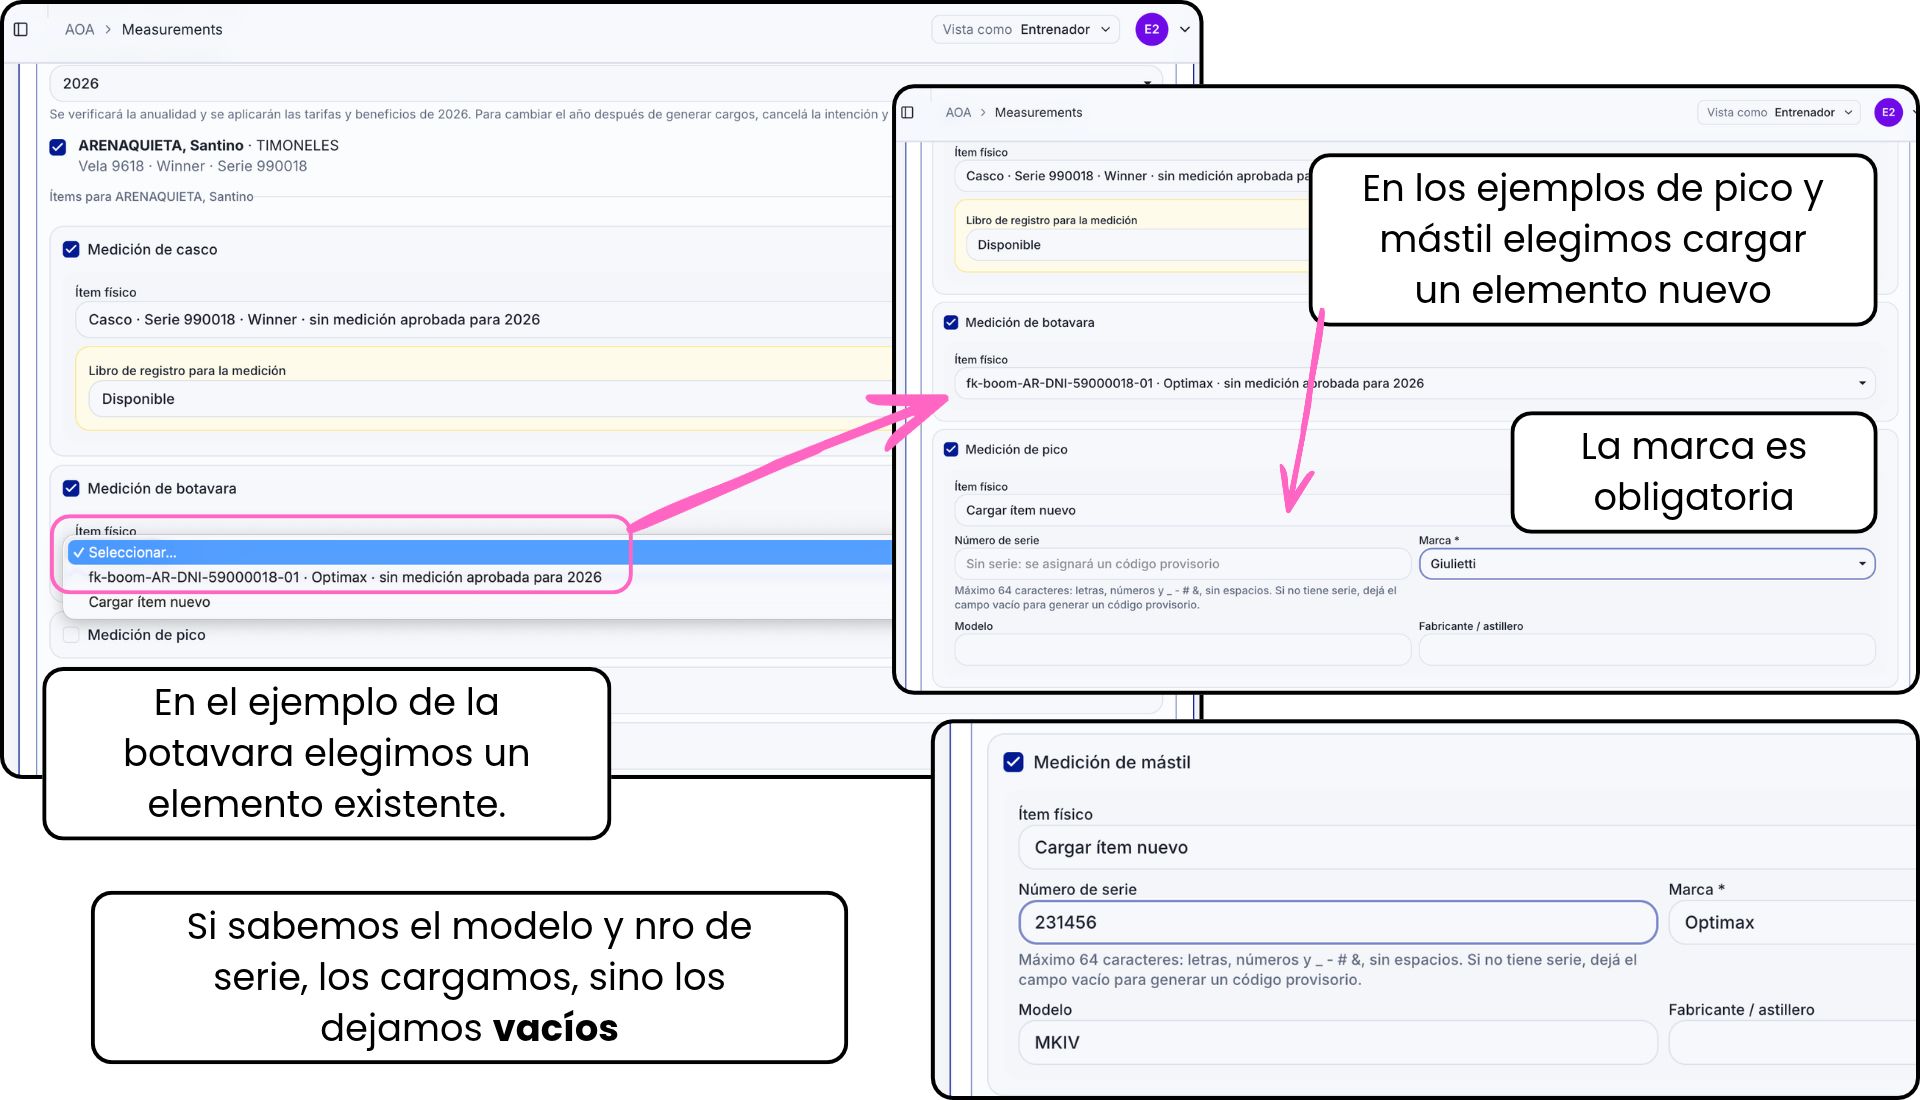 AOA > Measurements
Vista como Entrenador
E2
2026
Se verificará la anualidad y se aplicarán las tarifas y beneficios de 2026. Para cambiar el año después de generar cargos, cancelá la intención y
ARENAQUIETA, Santino · TIMONELES
Vela 9618 · Winner · Serie 990018
Ítems para ARENAQUIETA, Santino
Medición de casco
Ítem físico
Casco · Serie 990018 · Winner · sin medición aprobada para 2026
Libro de registro para la medición
Disponible
Medición de botavara
Ítem físico
✓ Seleccionar...
fk-boom-AR-DNI-59000018-01 · Optimax · sin medición aprobada para 2026
Cargar ítem nuevo
Medición de pico
En el ejemplo de la
botavara elegimos un
elemento existente.
Si sabemos el modelo y nro de
serie, los cargamos, sino los
dejamos vacíos
AOA > Measurements
Vista como Entrenador
E2
Ítem físico
Casco · Serie 990018 · Winner · sin medición aprobada pa
Libro de registro para la medición
Disponible
En los ejemplos de pico y
mástil elegimos cargar
un elemento nuevo
Medición de botavara
Ítem físico
fk-boom-AR-DNI-59000018-01 · Optimax · sin medición aprobada para 2026
La marca es
obligatoria
Medición de pico
Ítem físico
Cargar ítem nuevo
Número de serie
Marca *
Sin serie: se asignará un código provisorio
Giulietti
Máximo 64 caracteres: letras, números y _ - # &, sin espacios. Si no tiene serie, dejá el
campo vacío para generar un código provisorio.
Modelo
Fabricante / astillero
Medición de mástil
Ítem físico
Cargar ítem nuevo
Número de serie
Marca *
231456
Optimax
Máximo 64 caracteres: letras, números y _ - # &, sin espacios. Si no tiene serie, dejá el
campo vacío para generar un código provisorio.
Modelo
Fabricante / astillero
MKIV